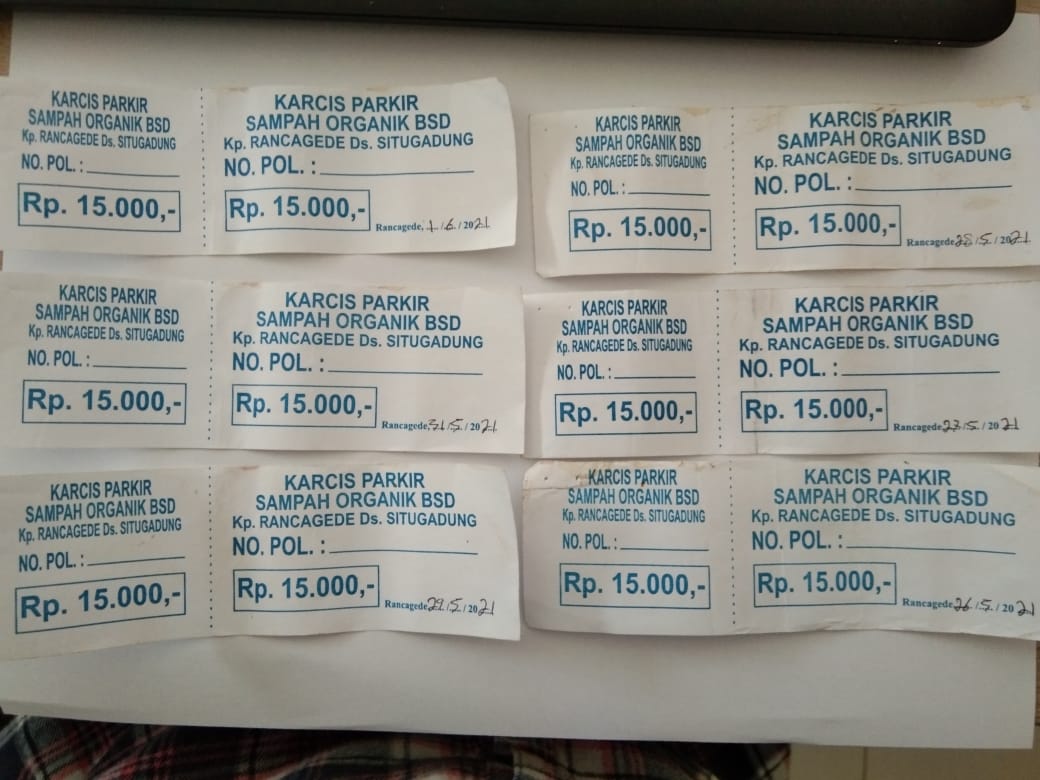 KARCIS PARKIR
SAMPAH ORGANIK BSD
Kp. RANCAGEDE Ds. SITUGADUNG
NO. POL. :
Rp. 15.000,-
KARCIS PARKIR
SAMPAH ORGANIK BSD
Kp. RANCAGEDE Ds. SITUGADUNG
NO. POL. :
Rp. 15.000,-
Rancagede, 1 / 6 / 2021
KARCIS PARKIR
SAMPAH ORGANIK BSD
Kp. RANCAGEDE Ds. SITUGADUNG
NO. POL. :
Rp. 15.000,-
KARCIS PARKIR
SAMPAH ORGANIK BSD
Kp. RANCAGEDE Ds. SITUGADUNG
NO. POL. :
Rp. 15.000,-
Rancagede, 28 / 5 / 2021
KARCIS PARKIR
SAMPAH ORGANIK BSD
Kp. RANCAGEDE Ds. SITUGADUNG
NO. POL. :
Rp. 15.000,-
KARCIS PARKIR
SAMPAH ORGANIK BSD
Kp. RANCAGEDE Ds. SITUGADUNG
NO. POL. :
Rp. 15.000,-
Rancagede, 31 / 5 / 2021
KARCIS PARKIR
SAMPAH ORGANIK BSD
Kp. RANCAGEDE Ds. SITUGADUNG
NO. POL. :
Rp. 15.000,-
KARCIS PARKIR
SAMPAH ORGANIK BSD
Kp. RANCAGEDE Ds. SITUGADUNG
NO. POL. :
Rp. 15.000,-
Rancagede, 27 / 5 / 2021
KARCIS PARKIR
SAMPAH ORGANIK BSD
Kp. RANCAGEDE Ds. SITUGADUNG
NO. POL. :
Rp. 15.000,-
KARCIS PARKIR
SAMPAH ORGANIK BSD
Kp. RANCAGEDE Ds. SITUGADUNG
NO. POL. :
Rp. 15.000,-
Rancagede, 29 / 5 / 2021
KARCIS PARKIR
SAMPAH ORGANIK BSD
Kp. RANCAGEDE Ds. SITUGADUNG
NO. POL. :
Rp. 15.000,-
KARCIS PARKIR
SAMPAH ORGANIK BSD
Kp. RANCAGEDE Ds. SITUGADUNG
NO. POL. :
Rp. 15.000,-
Rancagede, 26 / 5 / 2021